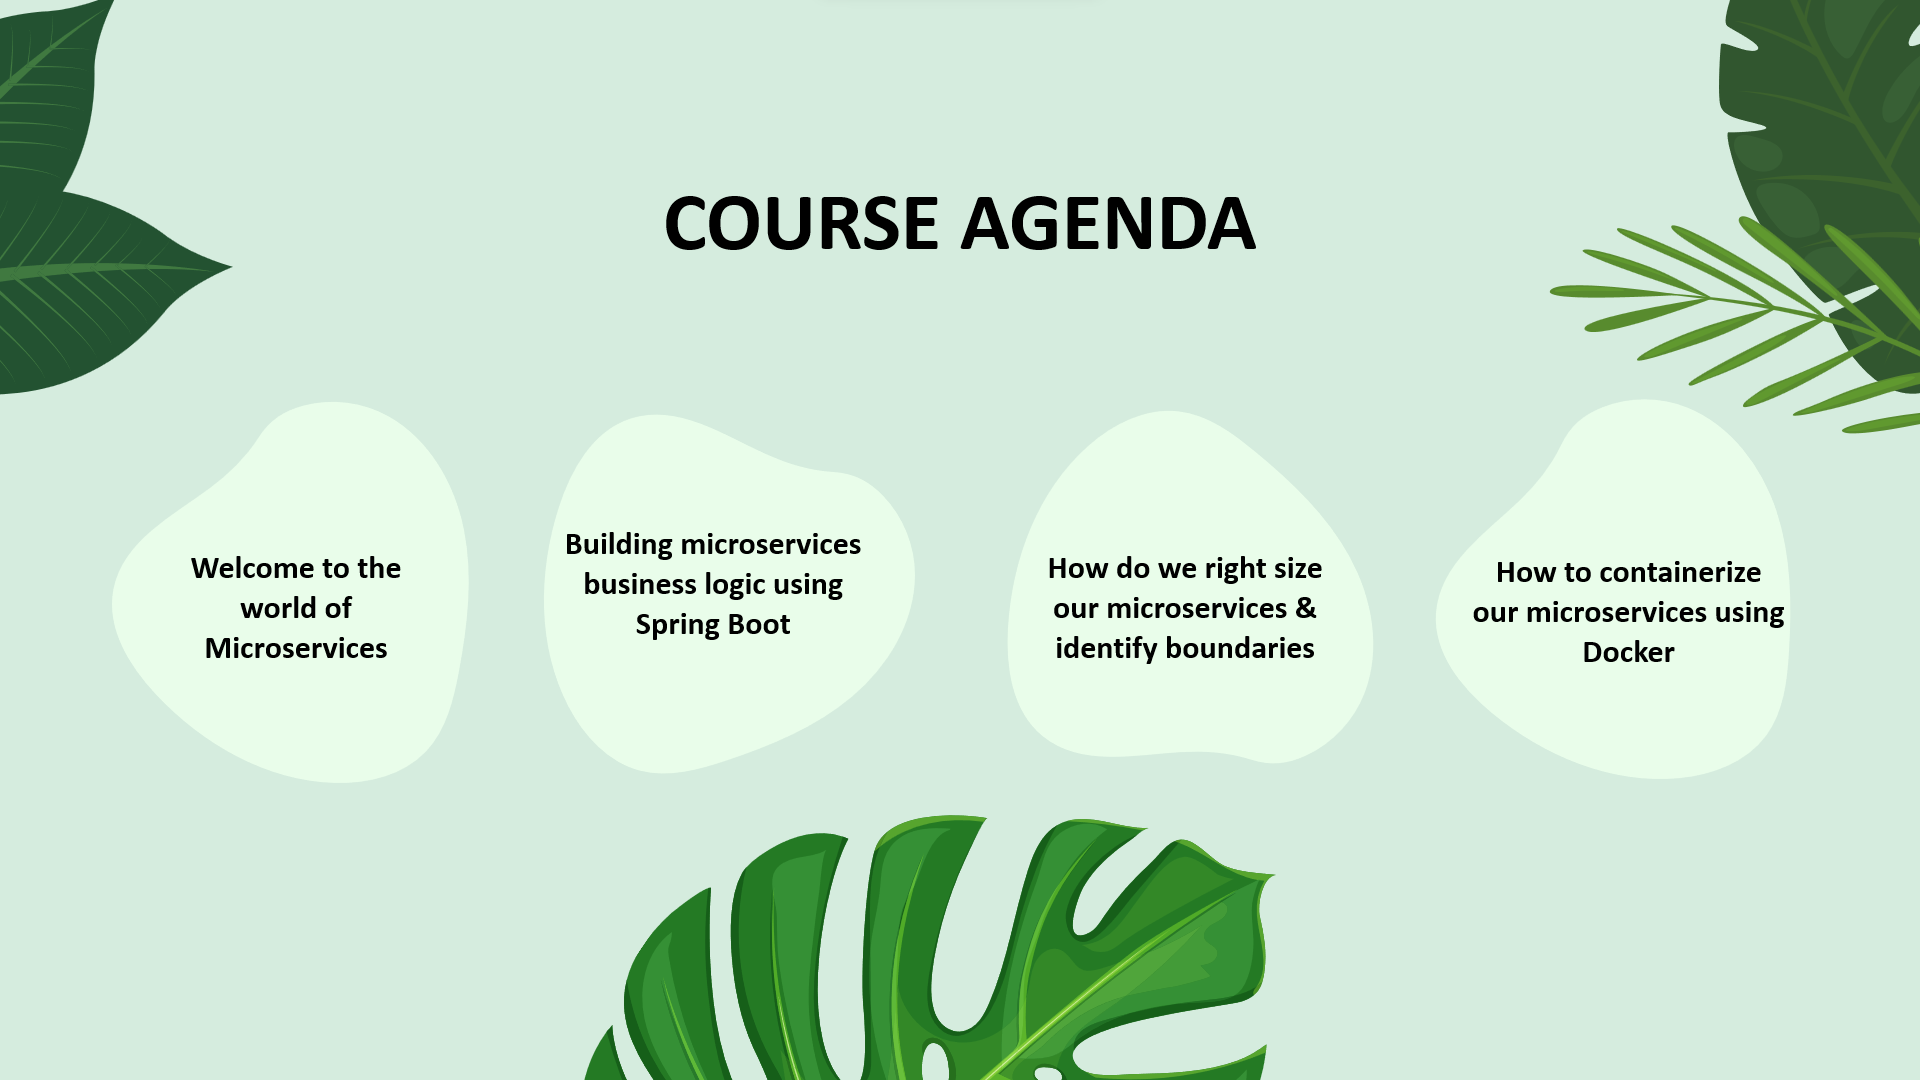 COURSE AGENDA
Welcome to the
world of
Microservices
Building microservices
business logic using
Spring Boot
How do we right size
our microservices &
identify boundaries
How to containerize
our microservices using
Docker